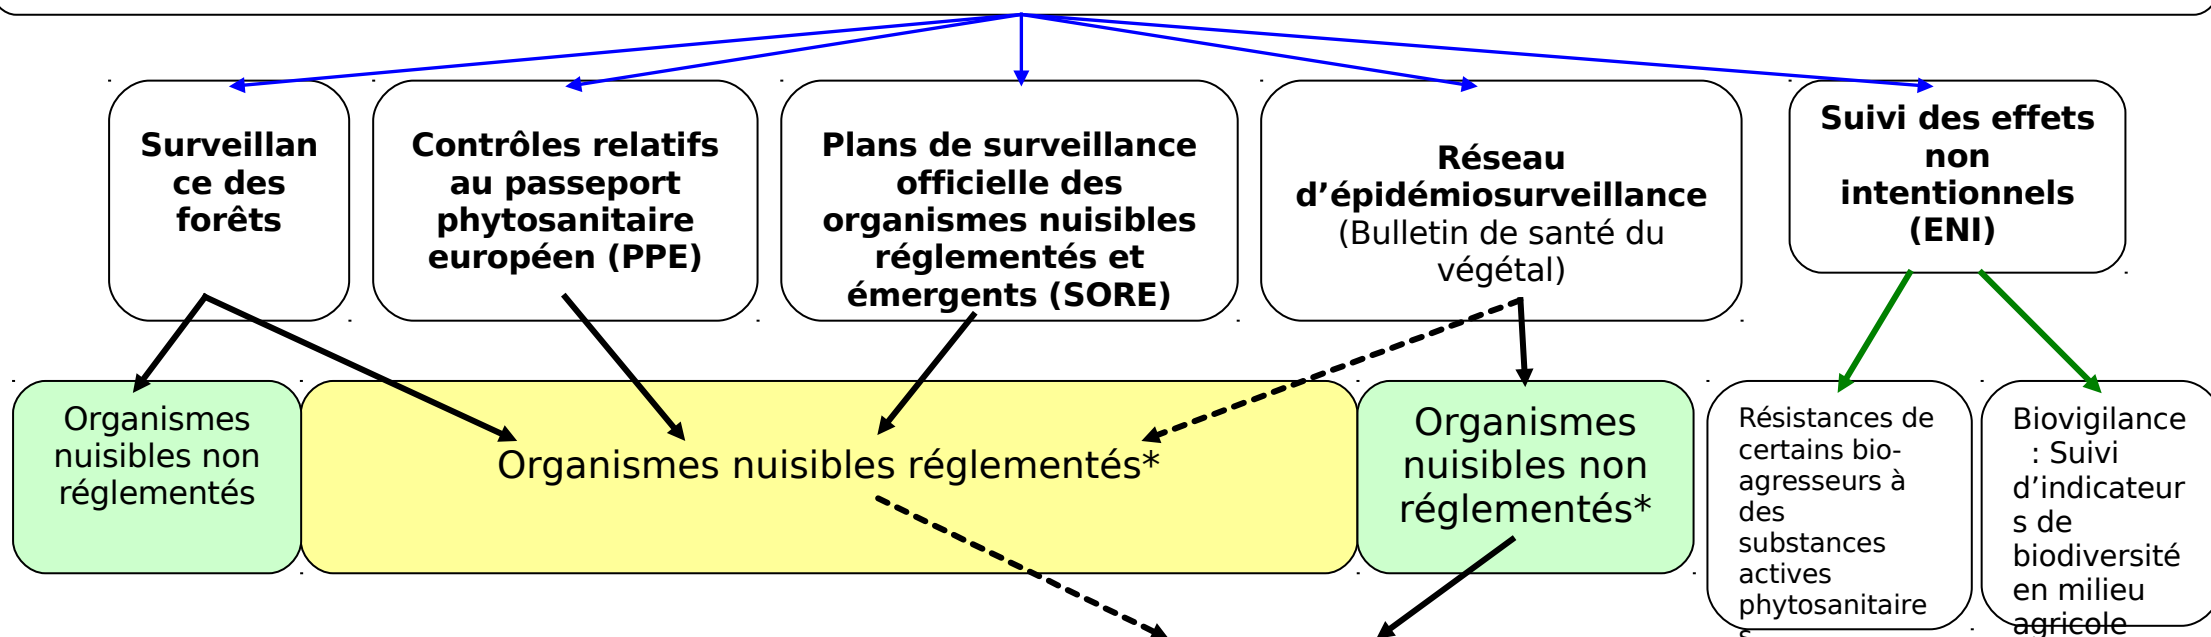 Surveillan
ce des
forêts
Contrôles relatifs
au passeport
phytosanitaire
européen (PPE)
Plans de surveillance
officielle des
organismes nuisibles
réglementés et
émergents (SORE)
Réseau
d’épidémiosurveillance
(Bulletin de santé du
végétal)
Suivi des effets
non
intentionnels
(ENI)
Organismes
nuisibles non
réglementés
Organismes nuisibles réglementés*
Organismes
nuisibles non
réglementés*
Résistances de
certains bio-
agresseurs à
des
substances
actives
phytosanitaire
s
Biovigilance
: Suivi
d’indicateur
s de
biodiversité
en milieu
agricole